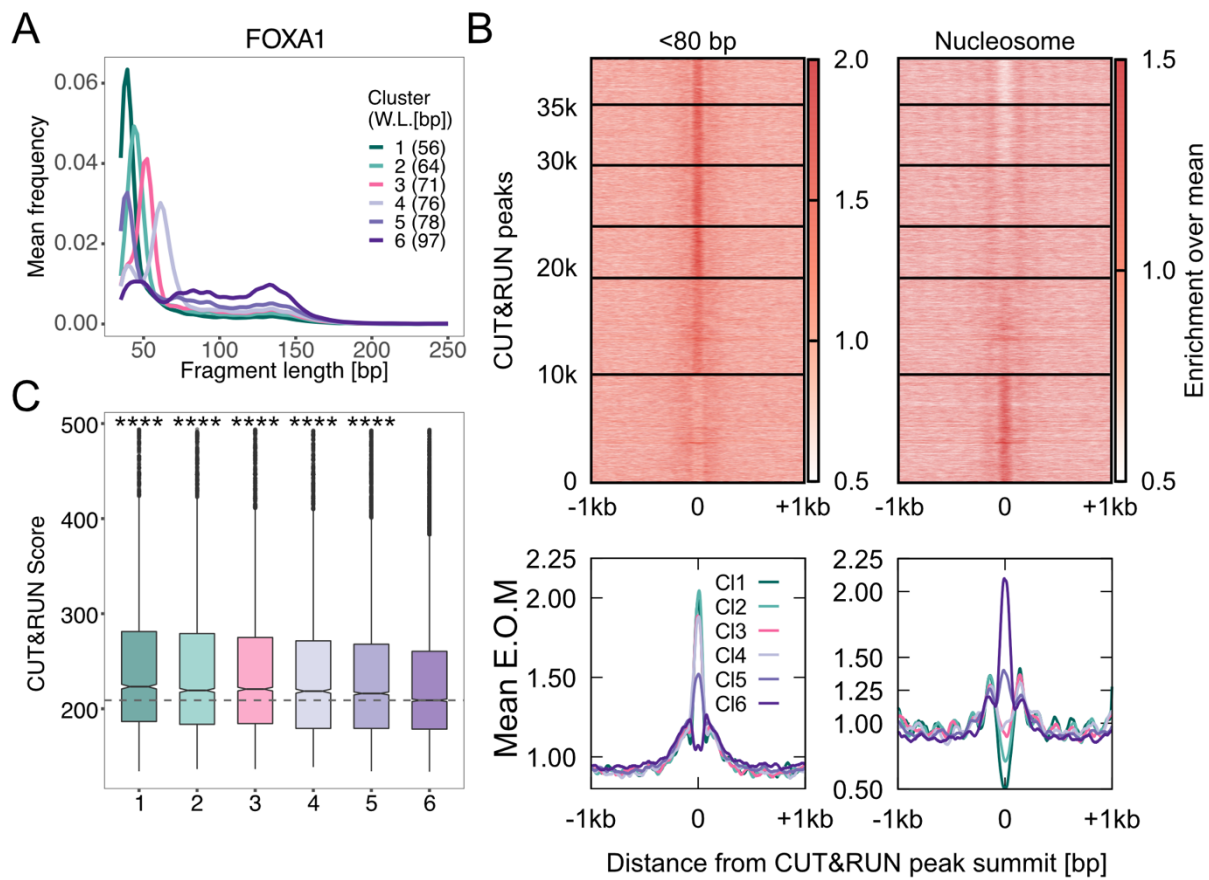 A
FOXA1
Mean frequency
0.06
0.04
0.02
0.00
Cluster
(W.L.[bp])
1 (56)
2 (64)
3 (71)
4 (76)
5 (78)
6 (97)
50
100
150
200
250
Fragment length [bp]
B
<80 bp
Nucleosome
CUT&RUN peaks
35k
30k
20k
10k
0
-1kb
0
+1kb
2.0
1.5
1.0
0.5
-1kb
0
+1kb
1.5
1.0
0.5
Enrichment over mean
Mean E.O.M
2.25
2.00
1.50
1.00
Cl1
Cl2
Cl3
Cl4
Cl5
Cl6
-1kb
0
+1kb
2.25
2.00
1.75
1.50
1.25
1.00
0.75
0.50
-1kb
0
+1kb
Distance from CUT&RUN peak summit [bp]
C
CUT&RUN Score
500
400
300
200
**** **** **** **** ****
1
2
3
4
5
6